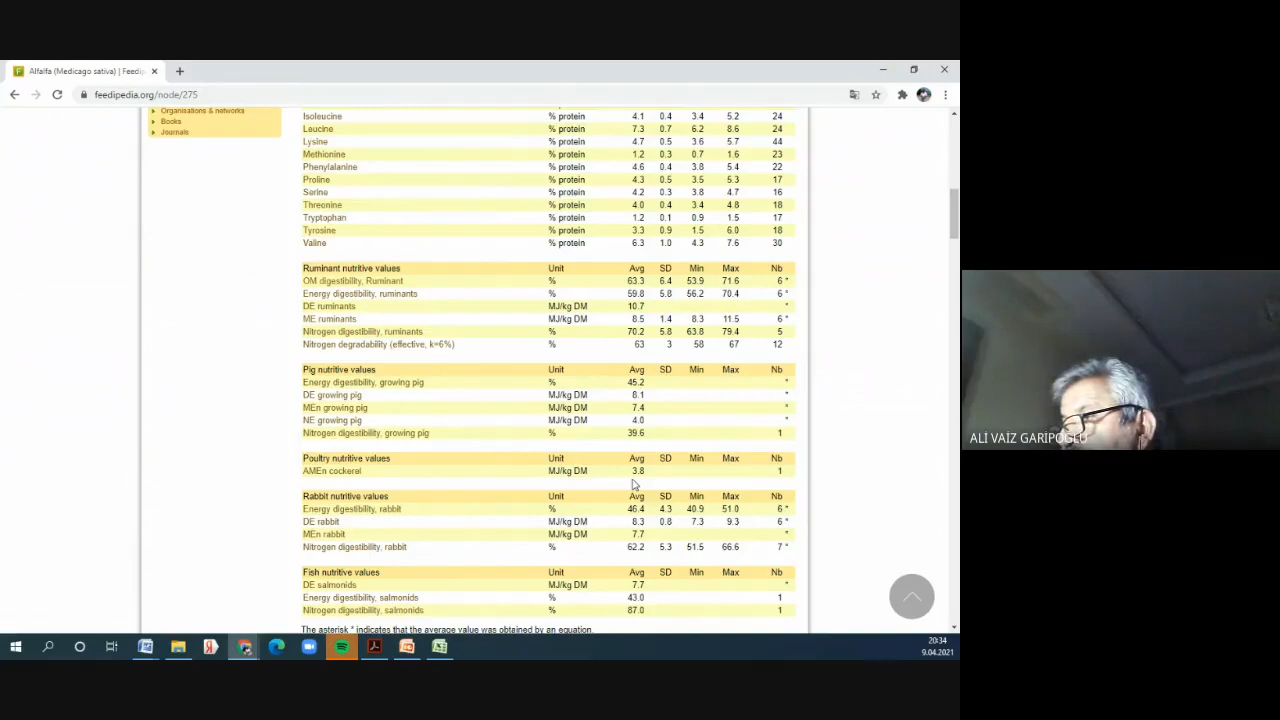 Alfalfa (Medicago sativa) | Feedip
feedipedia.org/node/275
Organisations & networks
Books
Journals
Isoleucine % protein 4.1 0.4 3.4 5.2 24
Leucine % protein 7.3 0.7 6.2 8.6 24
Lysine % protein 4.7 0.5 3.6 5.7 44
Methionine % protein 1.2 0.3 0.7 1.6 23
Phenylalanine % protein 4.6 0.4 3.8 5.4 22
Proline % protein 4.3 0.5 3.5 5.3 17
Serine % protein 4.2 0.3 3.8 4.7 16
Threonine % protein 4.0 0.4 3.4 4.8 18
Tryptophan % protein 1.2 0.1 0.9 1.5 17
Tyrosine % protein 3.3 0.9 1.5 6.0 18
Valine % protein 6.3 1.0 4.3 7.6 30
Ruminant nutritive values Unit Avg SD Min Max Nb
OM digestibility, Ruminant % 63.3 6.4 53.9 71.6 6 *
Energy digestibility, ruminants % 59.8 5.8 56.2 70.4 6 *
DE ruminants MJ/kg DM 10.7 *
ME ruminants MJ/kg DM 8.5 1.4 8.3 11.5 6 *
Nitrogen digestibility, ruminants % 70.2 5.8 63.8 79.4 5
Nitrogen degradability (effective, k=6%) % 63 3 58 67 12
Pig nutritive values Unit Avg SD Min Max Nb
Energy digestibility, growing pig % 45.2 *
DE growing pig MJ/kg DM 8.1 *
MEn growing pig MJ/kg DM 7.4 *
NE growing pig MJ/kg DM 4.0 *
Nitrogen digestibility, growing pig % 39.6 1
Poultry nutritive values Unit Avg SD Min Max Nb
AMEn cockerel MJ/kg DM 3.8 1
Rabbit nutritive values Unit Avg SD Min Max Nb
Energy digestibility, rabbit % 46.4 4.3 40.9 51.0 6 *
DE rabbit MJ/kg DM 8.3 0.8 7.3 9.3 6 *
MEn rabbit MJ/kg DM 7.7 *
Nitrogen digestibility, rabbit % 62.2 5.3 51.5 66.6 7 *
Fish nutritive values Unit Avg SD Min Max Nb
DE salmonids MJ/kg DM 7.7 *
Energy digestibility, salmonids % 43.0 1
Nitrogen digestibility, salmonids % 87.0 1
The asterisk * indicates that the average value was obtained by an equation.
20:34
9.04.2021
ALİ VAİZ GARİPOĞLU